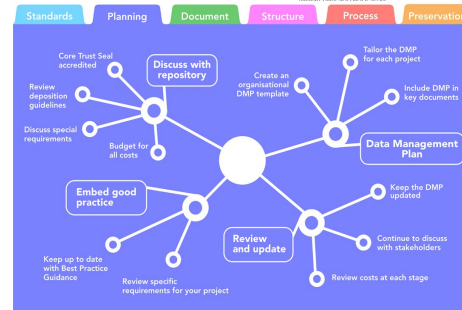 Standards
Planning
Document
Structure
Process
Preservation
Core Trust Seal
accredited
Discuss with
repository
Review
deposition
guidelines
Discuss special
requirements
Budget for
all costs
Create an
organisational
DMP template
Tailor the DMP
for each project
Include DMP in
key documents
Data Management
Plan
Embed good
practice
Keep up to date
with Best Practice
Guidance
Review specific
requirements for your project
Review
and update
Keep the DMP
updated
Continue to discuss
with stakeholders
Review costs at each stage